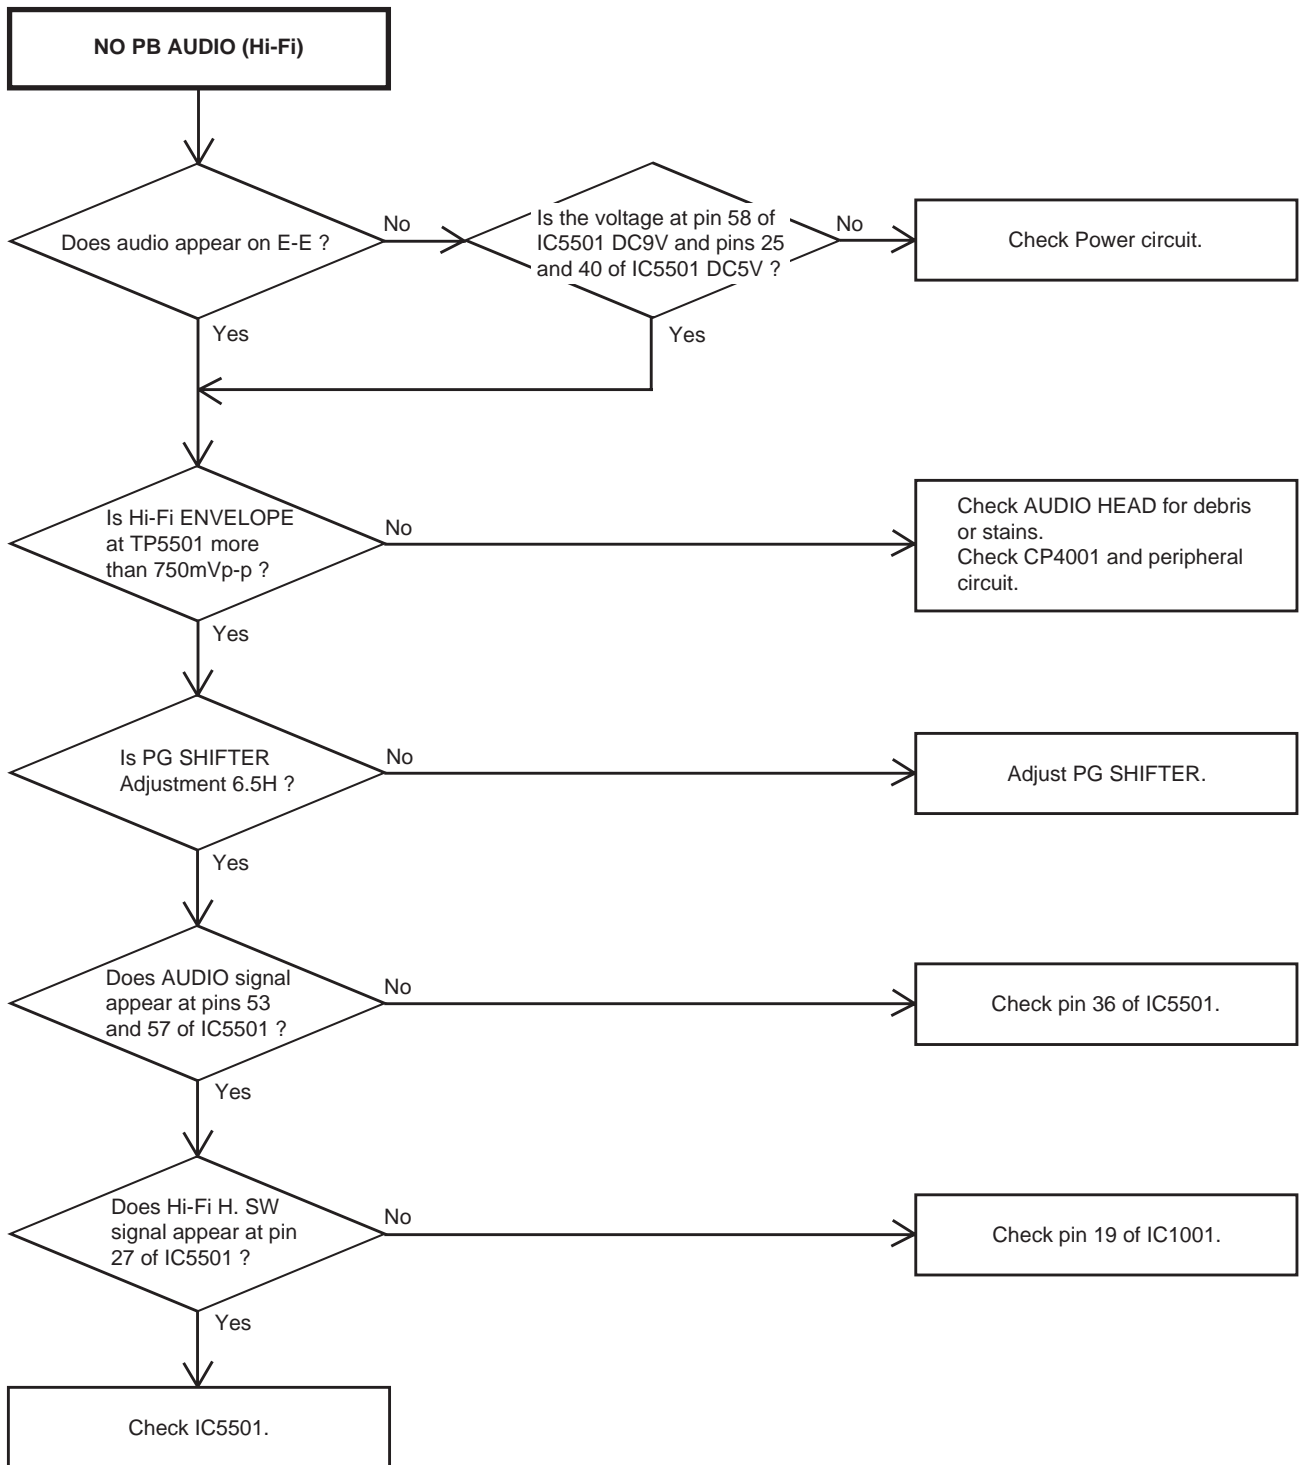 NO PB AUDIO (Hi-Fi)
Does audio appear on E-E ?
No
Is the voltage at pin 58 of
IC5501 DC9V and pins 25
and 40 of IC5501 DC5V ?
No
Check Power circuit.
Yes
Yes
Is Hi-Fi ENVELOPE
at TP5501 more
than 750mVp-p ?
No
Check AUDIO HEAD for debris
or stains.
Check CP4001 and peripheral
circuit.
Yes
Is PG SHIFTER
Adjustment 6.5H ?
No
Adjust PG SHIFTER.
Yes
Does AUDIO signal
appear at pins 53
and 57 of IC5501 ?
No
Check pin 36 of IC5501.
Yes
Does Hi-Fi H. SW
signal appear at pin
27 of IC5501 ?
No
Check pin 19 of IC1001.
Yes
Check IC5501.